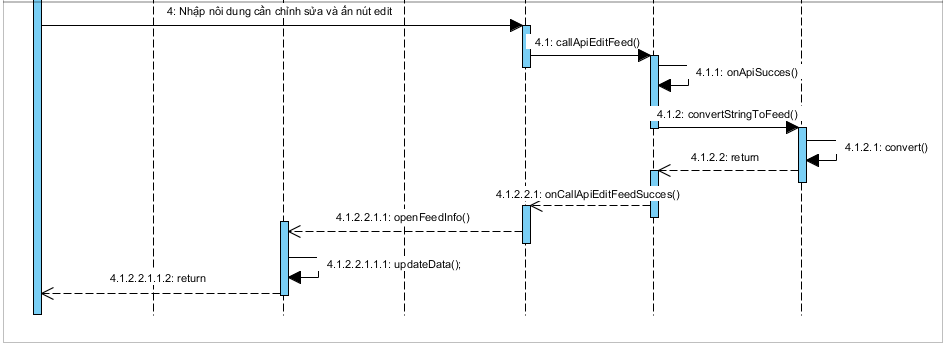 4: Nhập nôi dung cần chỉnh sửa và ấn nút edit
4.1: callApiEditFeed()
4.1.1: onApiSucces()
4.1.2: convertStringToFeed()
4.1.2.1: convert()
4.1.2.2: return
4.1.2.2.1: onCallApiEditFeedSucces()
4.1.2.2.1.1: openFeedInfo()
4.1.2.2.1.1.1: updateData();
4.1.2.2.1.1.2: return